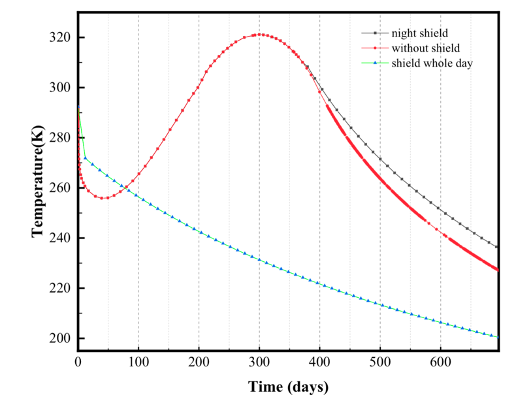 night shield
without shield
shield whole day
320
300
280
260
240
220
200
0 100 200 300 400 500 600
Temperature(K)
Time (days)